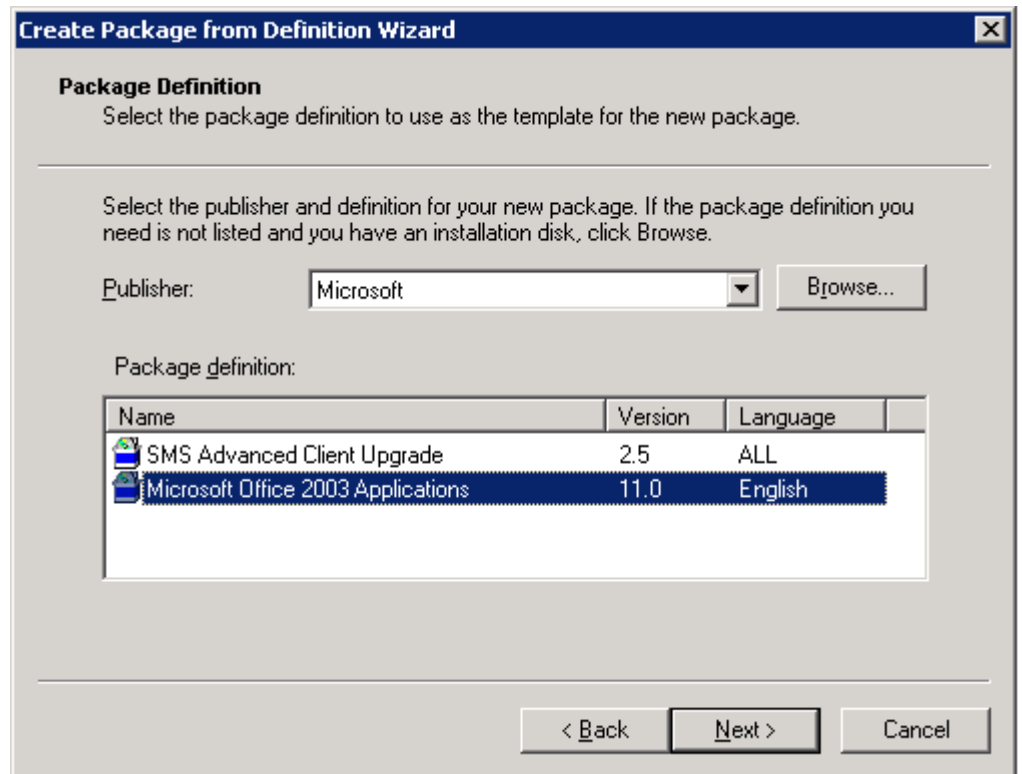 Create Package from Definition Wizard
Package Definition
Select the package definition to use as the template for the new package.
Select the publisher and definition for your new package. If the package definition you
need is not listed and you have an installation disk, click Browse.
Publisher: Microsoft Browse...
Package definition:
Name Version Language
SMS Advanced Client Upgrade 2.5 ALL
Microsoft Office 2003 Applications 11.0 English
< Back Next > Cancel